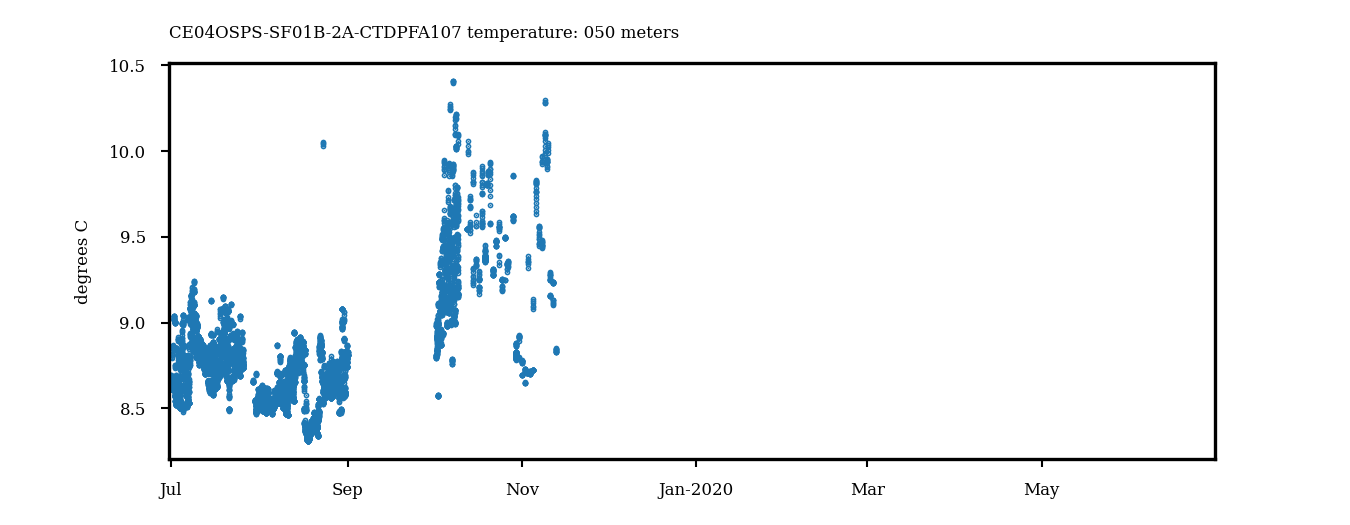 CE04OSPS-SF01B-2A-CTDPFA107 temperature: 050 meters
10.5
10.0
9.5
9.0
8.5
degrees C
Jul Sep Nov Jan-2020 Mar May